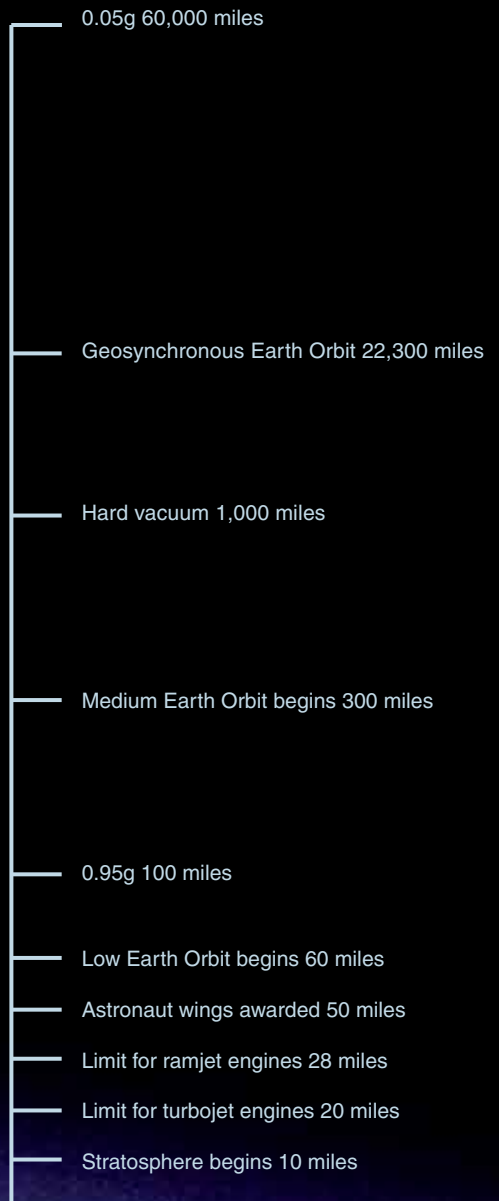 0.05g 60,000 miles
Geosynchronous Earth Orbit 22,300 miles
Hard vacuum 1,000 miles
Medium Earth Orbit begins 300 miles
0.95g 100 miles
Low Earth Orbit begins 60 miles
Astronaut wings awarded 50 miles
Limit for ramjet engines 28 miles
Limit for turbojet engines 20 miles
Stratosphere begins 10 miles